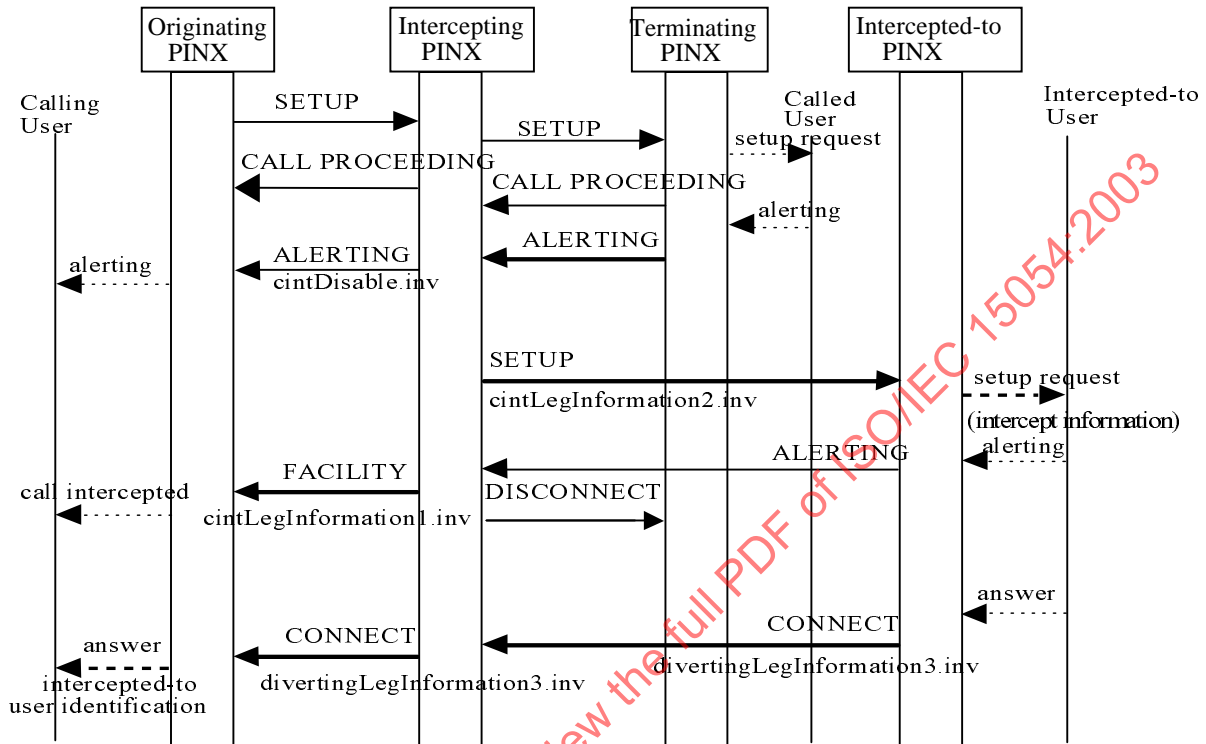 Originating
PINX
Intercepting
PINX
Terminating
PINX
Intercepted-to
PINX
Calling
User
Called
User
Intercepted-to
User
SETUP
SETUP
setup request
CALL PROCEEDING
CALL PROCEEDING
alerting
ALERTING
ALERTING
cintDisable.inv
alerting
SETUP
cintLegInformation2.inv
setup request
(intercept information)
alerting
ALERTING
FACILITY
cintLegInformation1.inv
call intercepted
DISCONNECT
answer
CONNECT
divertingLegInformation3.inv
CONNECT
divertingLegInformation3.inv
answer
intercepted-to
user identification
iew the full PDF of ISO/IEC 15054:2003